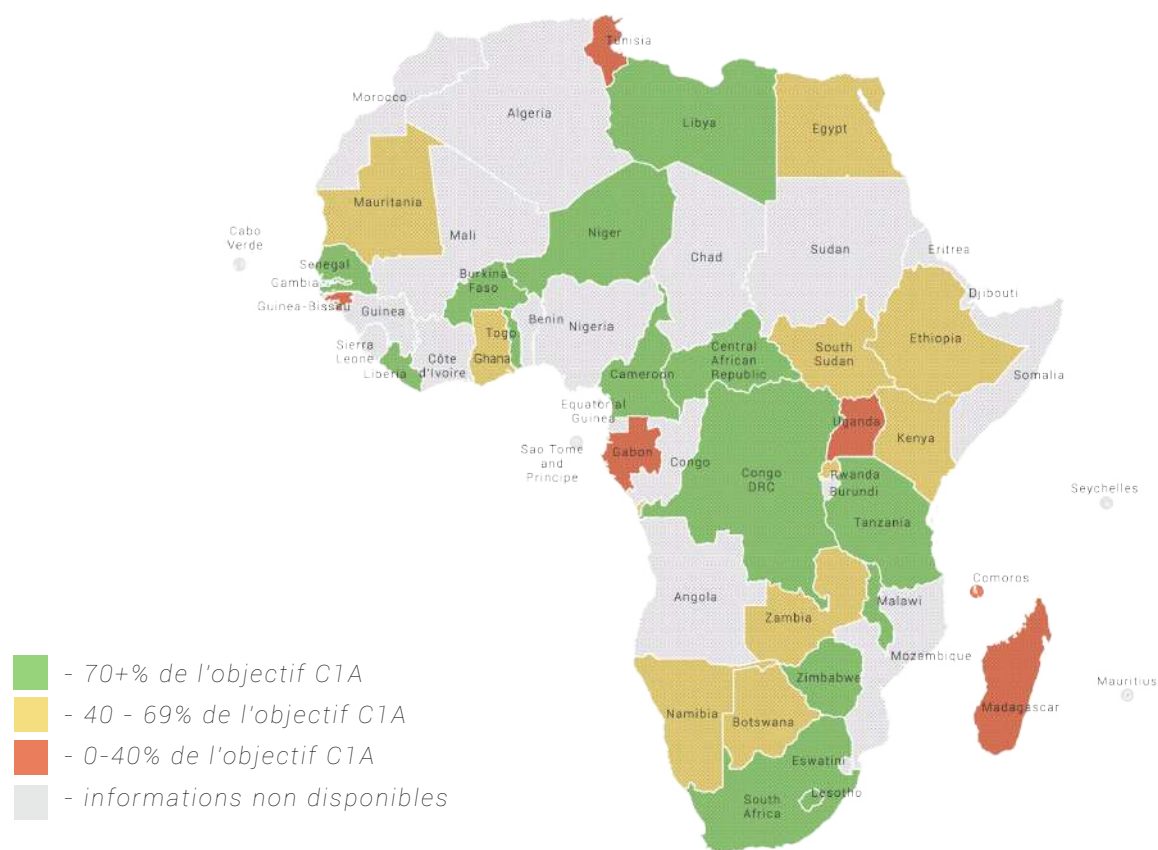 Tunisia
Morocco
Algeria
Libya
Egypt
Mauritania
Cabo
Verde
Mali
Niger
Chad
Sudan
Eritrea
Senegal
Gambia
Burkina
Faso
Djibouti
Guinea-Bissau
Guinea
Benin
Nigeria
Sierra
Leone
Togo
Ghana
Côte
d'Ivoire
Liberia
Central
African
Republic
South
Sudan
Ethiopia
Somalia
Cameroon
Equatorial
Guinea
Uganda
Kenya
Sao Tome
and
Principe
Gabon
Congo
Congo
DRC
Rwanda
Burundi
Seychelles
Tanzania
Comoros
Angola
Malawi
Zambia
Mozambique
Mauritius
Zimbabwe
Madagascar
Namibia
Botswana
Eswatini
Lesotho
South
Africa
- 70+% de l'objectif C1A
- 40 - 69% de l'objectif C1A
- 0-40% de l'objectif C1A
- informations non disponibles